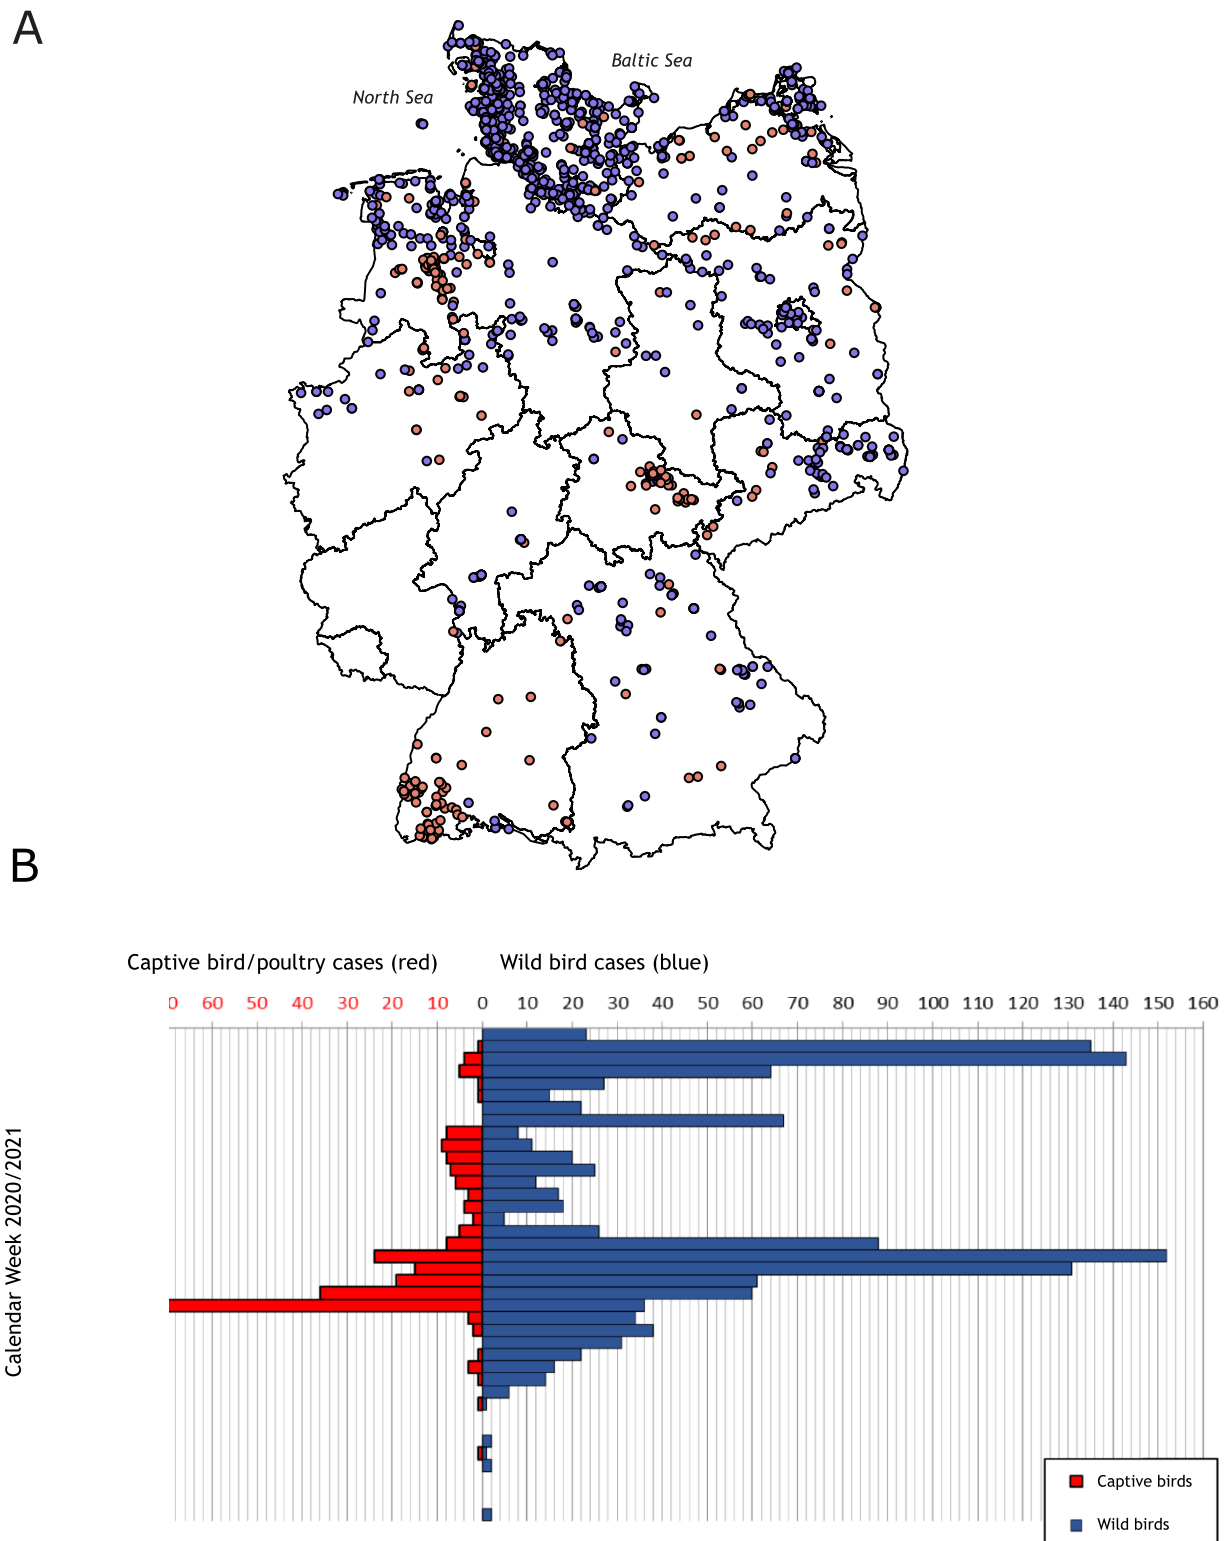 A
Baltic Sea
North Sea
B
Captive bird/poultry cases (red) Wild bird cases (blue)
0 60 50 40 30 20 10 0 10 20 30 40 50 60 70 80 90 100 110 120 130 140 150 160
Calendar Week 2020/2021
Captive birds
Wild birds